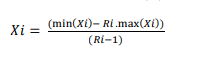 Xi = (min(Xi)− Ri.max(Xi)) / (Ri−1)